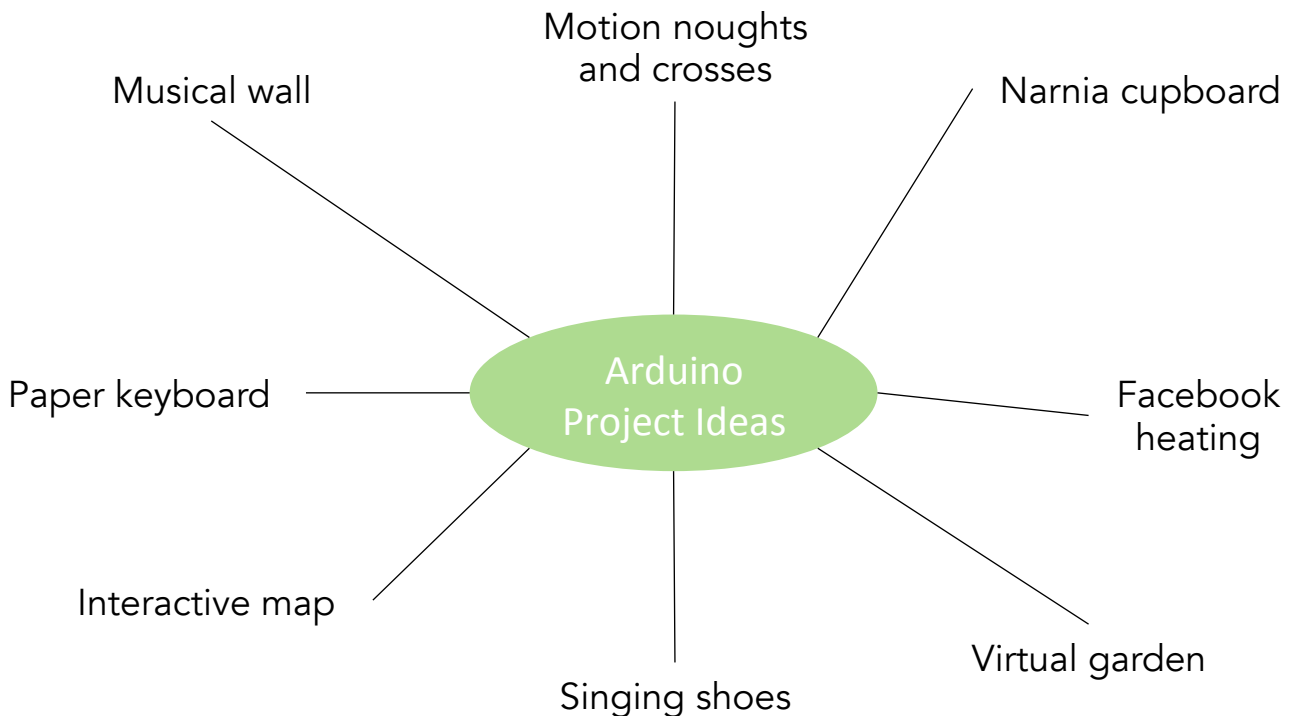 Motion noughts
and crosses
Musical wall
Narnia cupboard
Arduino
Project Ideas
Paper keyboard
Facebook
heating
Interactive map
Virtual garden
Singing shoes